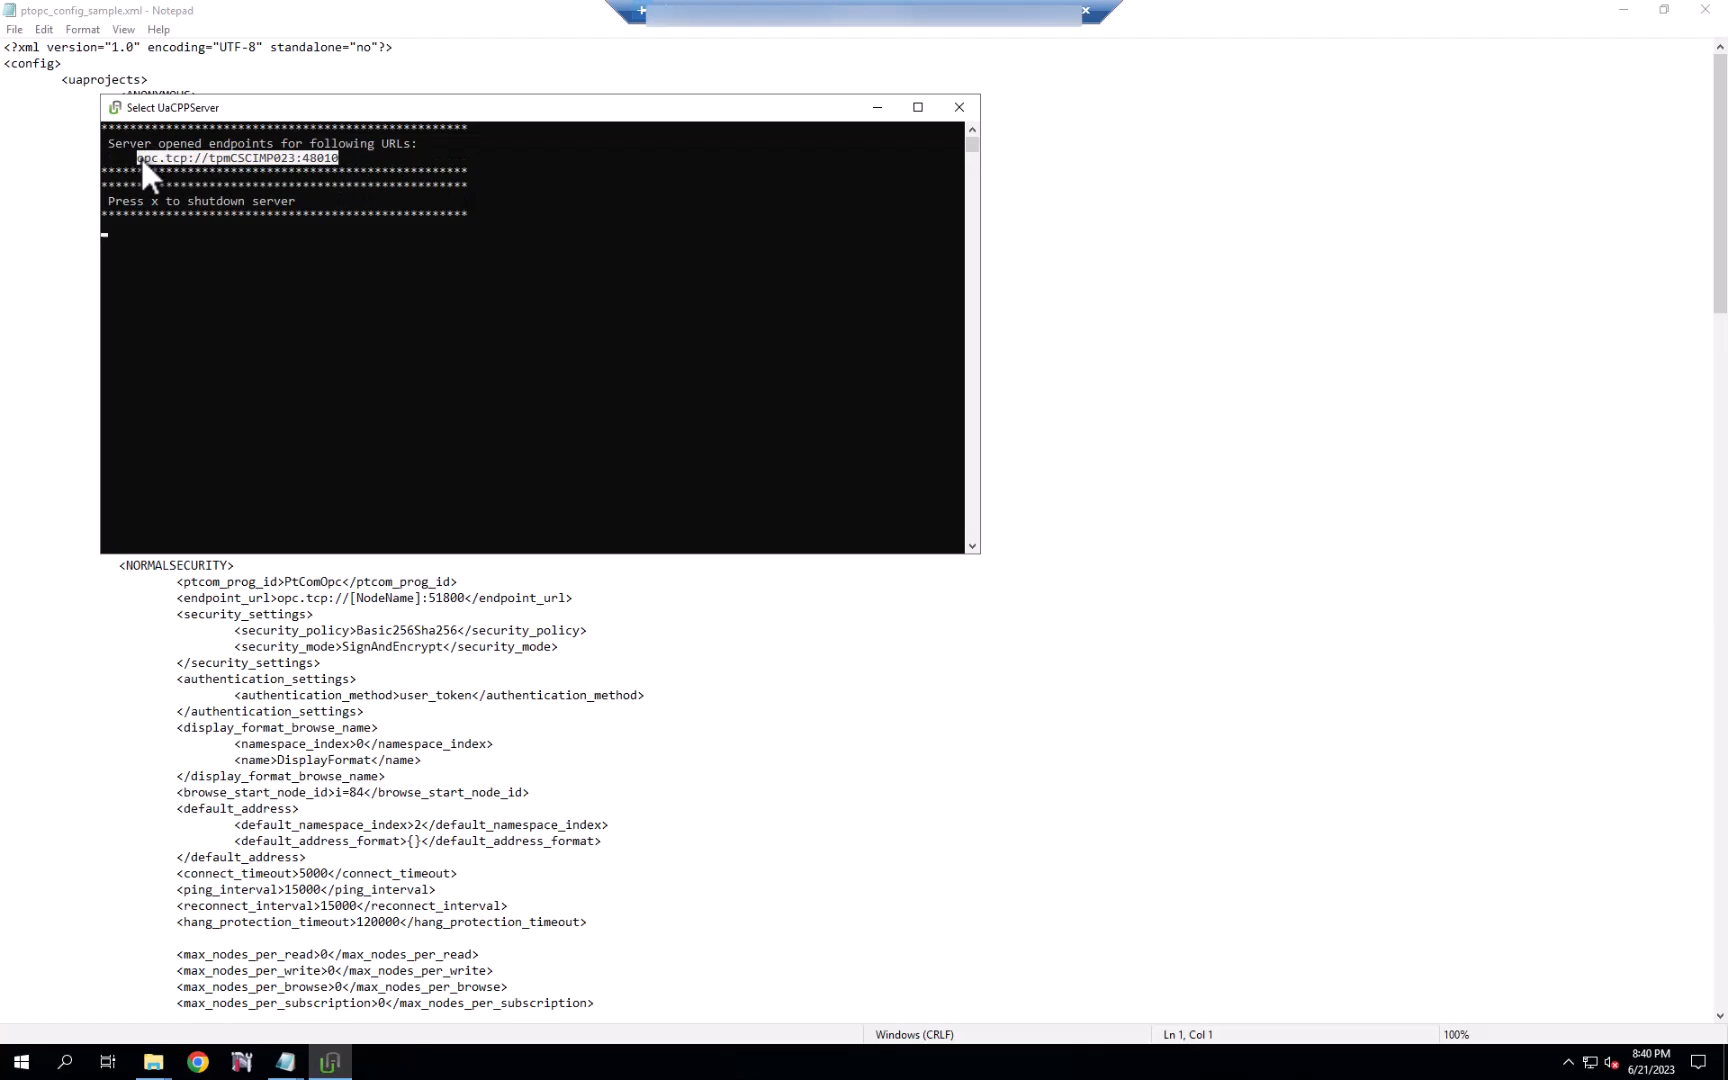 ptopc_config_sample.xml - Notepad
File Edit Format View Help
<?xml version="1.0" encoding="UTF-8" standalone="no"?>
<config>
<uaprojects>
Select UaCPPServer
**************************************************
Server opened endpoints for following URLs:
opc.tcp://tpmCSCIMP023:48010
**************************************************
**************************************************
Press x to shutdown server
**************************************************
<NORMALSECURITY>
<ptcom_prog_id>PtComOpc</ptcom_prog_id>
<endpoint_url>opc.tcp://[NodeName]:51800</endpoint_url>
<security_settings>
<security_policy>Basic256Sha256</security_policy>
<security_mode>SignAndEncrypt</security_mode>
</security_settings>
<authentication_settings>
<authentication_method>user_token</authentication_method>
</authentication_settings>
<display_format_browse_name>
<namespace_index>0</namespace_index>
<name>DisplayFormat</name>
</display_format_browse_name>
<browse_start_node_id>i=84</browse_start_node_id>
<default_address>
<default_namespace_index>2</default_namespace_index>
<default_address_format>{}</default_address_format>
</default_address>
<connect_timeout>5000</connect_timeout>
<ping_interval>15000</ping_interval>
<reconnect_interval>15000</reconnect_interval>
<hang_protection_timeout>120000</hang_protection_timeout>
<max_nodes_per_read>0</max_nodes_per_read>
<max_nodes_per_write>0</max_nodes_per_write>
<max_nodes_per_browse>0</max_nodes_per_browse>
<max_nodes_per_subscription>0</max_nodes_per_subscription>
Windows (CRLF) Ln 1, Col 1 100%
8:40 PM
6/21/2023